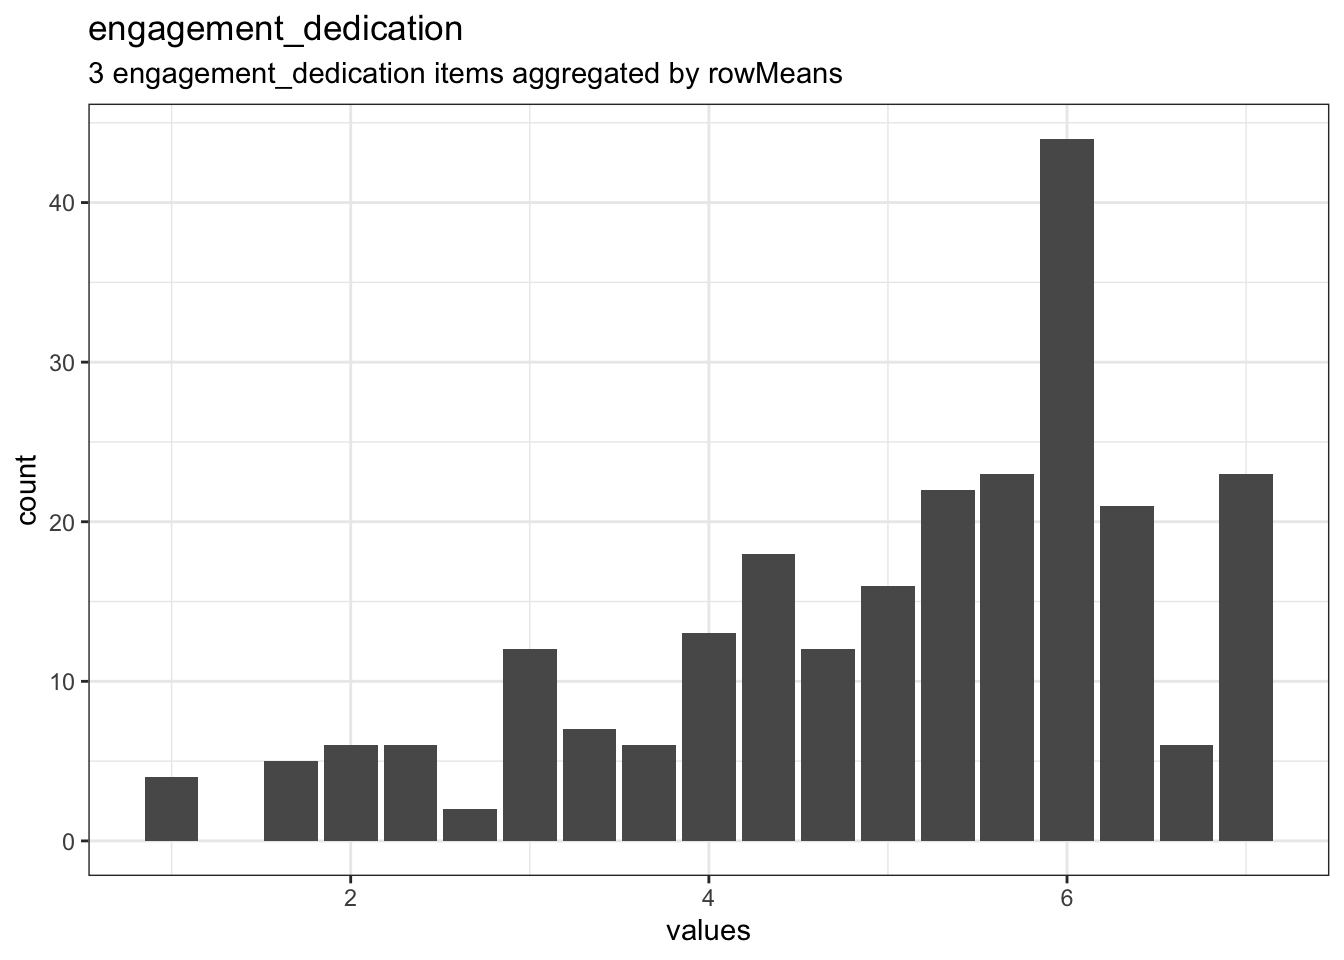 engagement_dedication
3 engagement_dedication items aggregated by rowMeans
40
30
20
10
0
count
2 4 6
values